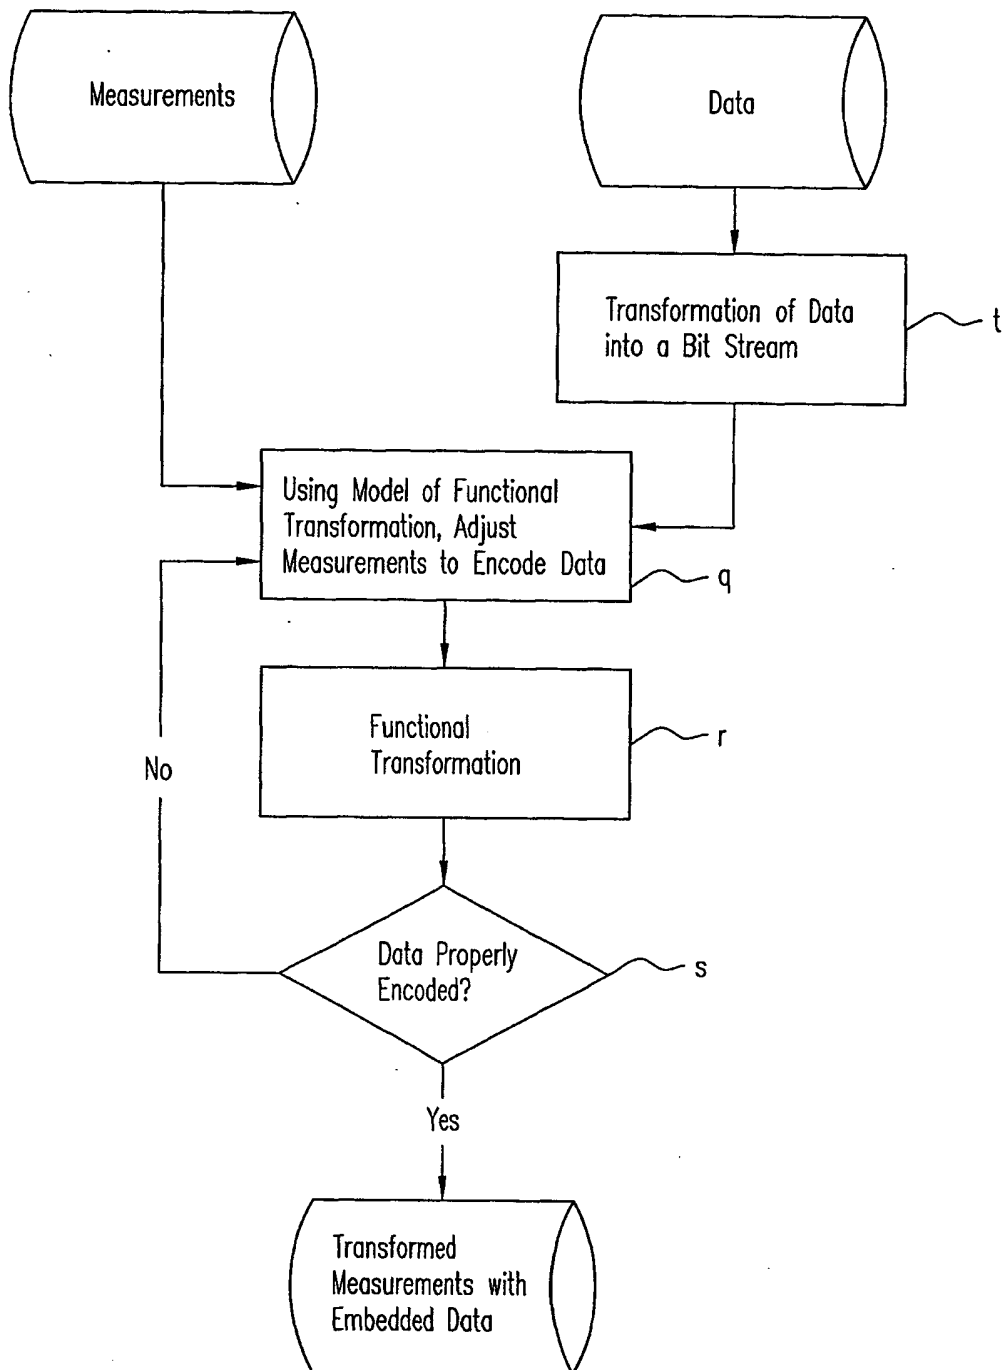 Measurements
Data
Transformation of Data
into a Bit Stream
t
Using Model of Functional
Transformation, Adjust
Measurements to Encode Data
q
Functional
Transformation
r
No
Data Properly
Encoded?
s
Yes
Transformed
Measurements with
Embedded Data